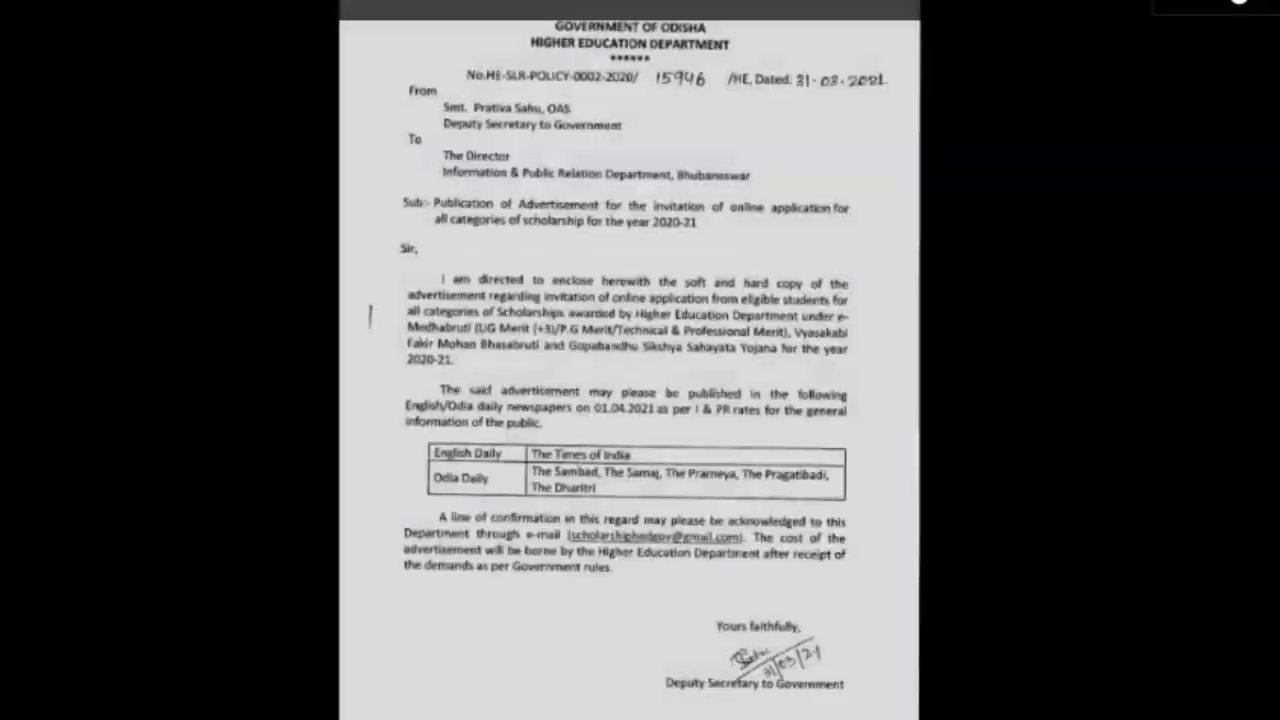 GOVERNMENT OF ODISHA
HIGHER EDUCATION DEPARTMENT
******
No.HE-SLR-POLICY-0002-2020/ 15946 /HE, Dated. 31-03-2021.
From
Smt. Prativa Sahu, OAS
Deputy Secretary to Government
To
The Director
Information & Public Relation Department, Bhubaneswar
Sub:- Publication of Advertisement for the invitation of online application for
all categories of scholarship for the year 2020-21
Sir,
I am directed to enclose herewith the soft and hard copy of the
advertisement regarding invitation of online application from eligible students for
all categories of Scholarships awarded by Higher Education Department under e-
Medhabruti (UG Merit (+3)/P.G Merit/Technical & Professional Merit), Vyasakabi
Fakir Mohan Bhasabruti and Gopabandhu Sikshya Sahayata Yojana for the year
2020-21.
The said advertisement may please be published in the following
English/Odia daily newspapers on 01.04.2021 as per I & PR rates for the general
information of the public.
English Daily The Times of India
Odia Daily The Sambad, The Samaj, The Prameya, The Pragatibadi,
The Dharitri
A line of confirmation in this regard may please be acknowledged to this
Department through e-mail (scholarshiphedgov@gmail.com). The cost of the
advertisement will be borne by the Higher Education Department after receipt of
the demands as per Government rules.
Yours faithfully,
31/03/21
Deputy Secretary to Government